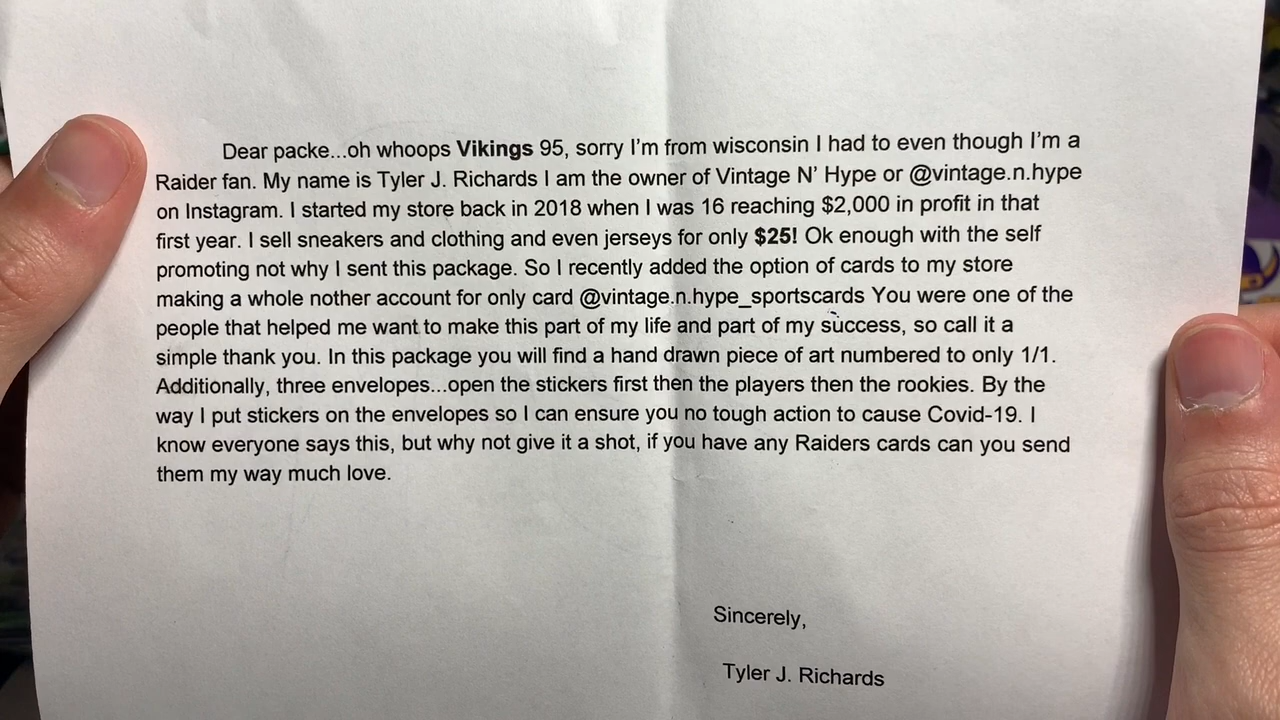 Dear packe...oh whoops Vikings 95, sorry I'm from wisconsin I had to even though I'm a
Raider fan. My name is Tyler J. Richards I am the owner of Vintage N' Hype or @vintage.n.hype
on Instagram. I started my store back in 2018 when I was 16 reaching $2,000 in profit in that
first year. I sell sneakers and clothing and even jerseys for only $25! Ok enough with the self
promoting not why I sent this package. So I recently added the option of cards to my store
making a whole nother account for only card @vintage.n.hype_sportscards You were one of the
people that helped me want to make this part of my life and part of my success, so call it a
simple thank you. In this package you will find a hand drawn piece of art numbered to only 1/1.
Additionally, three envelopes...open the stickers first then the players then the rookies. By the
way I put stickers on the envelopes so I can ensure you no tough action to cause Covid-19. I
know everyone says this, but why not give it a shot, if you have any Raiders cards can you send
them my way much love.
Sincerely,
Tyler J. Richards